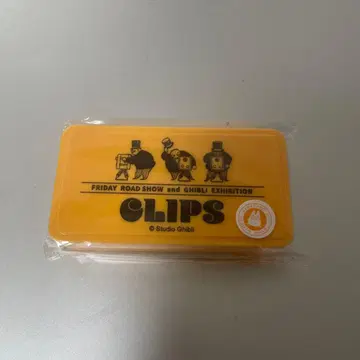 FRIDAY ROAD SHOW and GHIBLI EXHIBITION
CLIPS
© Studio Ghibli